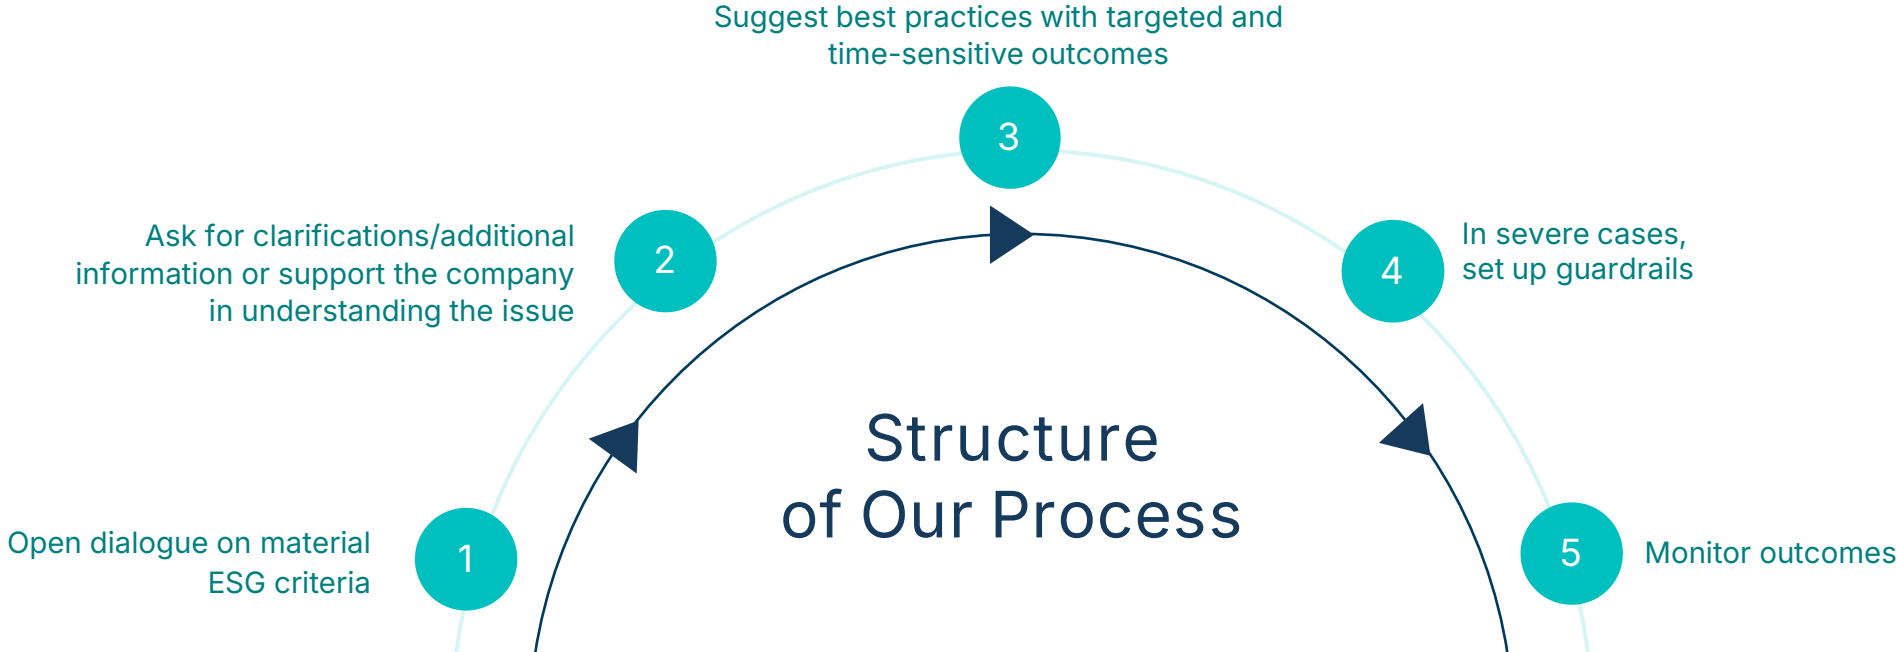 Suggest best practices with targeted and
time-sensitive outcomes
3
Ask for clarifications/additional
information or support the company
in understanding the issue
2
4
In severe cases,
set up guardrails
Structure
of Our Process
Open dialogue on material
ESG criteria
1
5
Monitor outcomes